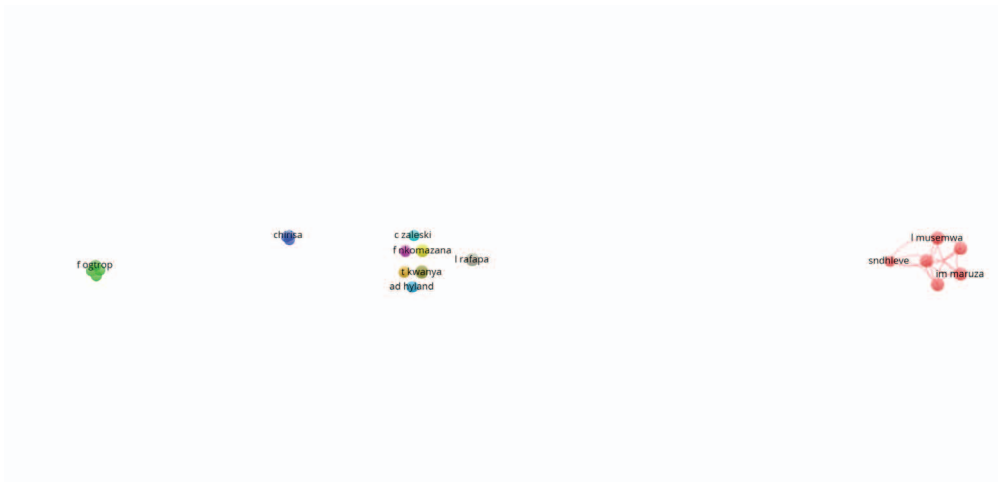 f ogtrop
chirisa
c zaleski
f nkomazana
t kwanya
ad hyland
l rafapa
l musemwa
sndhleve
im maruza